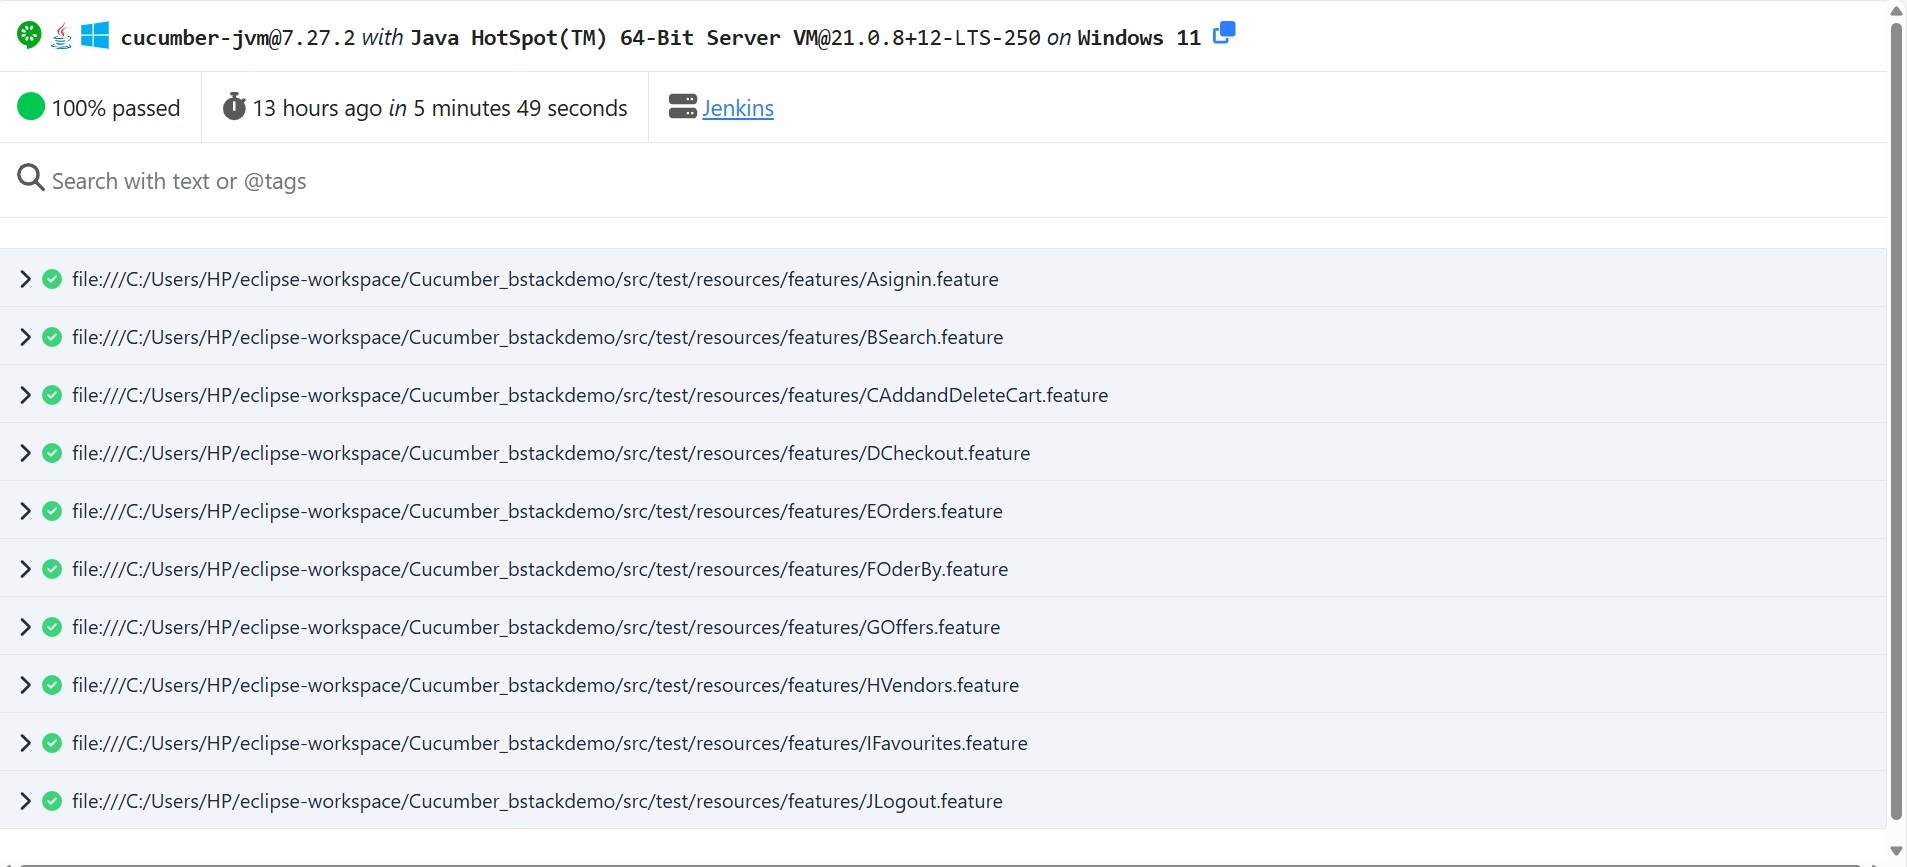 cucumber-jvm@7.27.2 with Java HotSpot(TM) 64-Bit Server VM@21.0.8+12-LTS-250 on Windows 11
100% passed
13 hours ago in 5 minutes 49 seconds
Jenkins
Search with text or @tags
file:///C:/Users/HP/eclipse-workspace/Cucumber_bstackdemo/src/test/resources/features/Asignin.feature
file:///C:/Users/HP/eclipse-workspace/Cucumber_bstackdemo/src/test/resources/features/BSearch.feature
file:///C:/Users/HP/eclipse-workspace/Cucumber_bstackdemo/src/test/resources/features/CAddandDeleteCart.feature
file:///C:/Users/HP/eclipse-workspace/Cucumber_bstackdemo/src/test/resources/features/DCheckout.feature
file:///C:/Users/HP/eclipse-workspace/Cucumber_bstackdemo/src/test/resources/features/EOrders.feature
file:///C:/Users/HP/eclipse-workspace/Cucumber_bstackdemo/src/test/resources/features/FOderBy.feature
file:///C:/Users/HP/eclipse-workspace/Cucumber_bstackdemo/src/test/resources/features/GOffers.feature
file:///C:/Users/HP/eclipse-workspace/Cucumber_bstackdemo/src/test/resources/features/HVendors.feature
file:///C:/Users/HP/eclipse-workspace/Cucumber_bstackdemo/src/test/resources/features/IFavourites.feature
file:///C:/Users/HP/eclipse-workspace/Cucumber_bstackdemo/src/test/resources/features/JLogout.feature